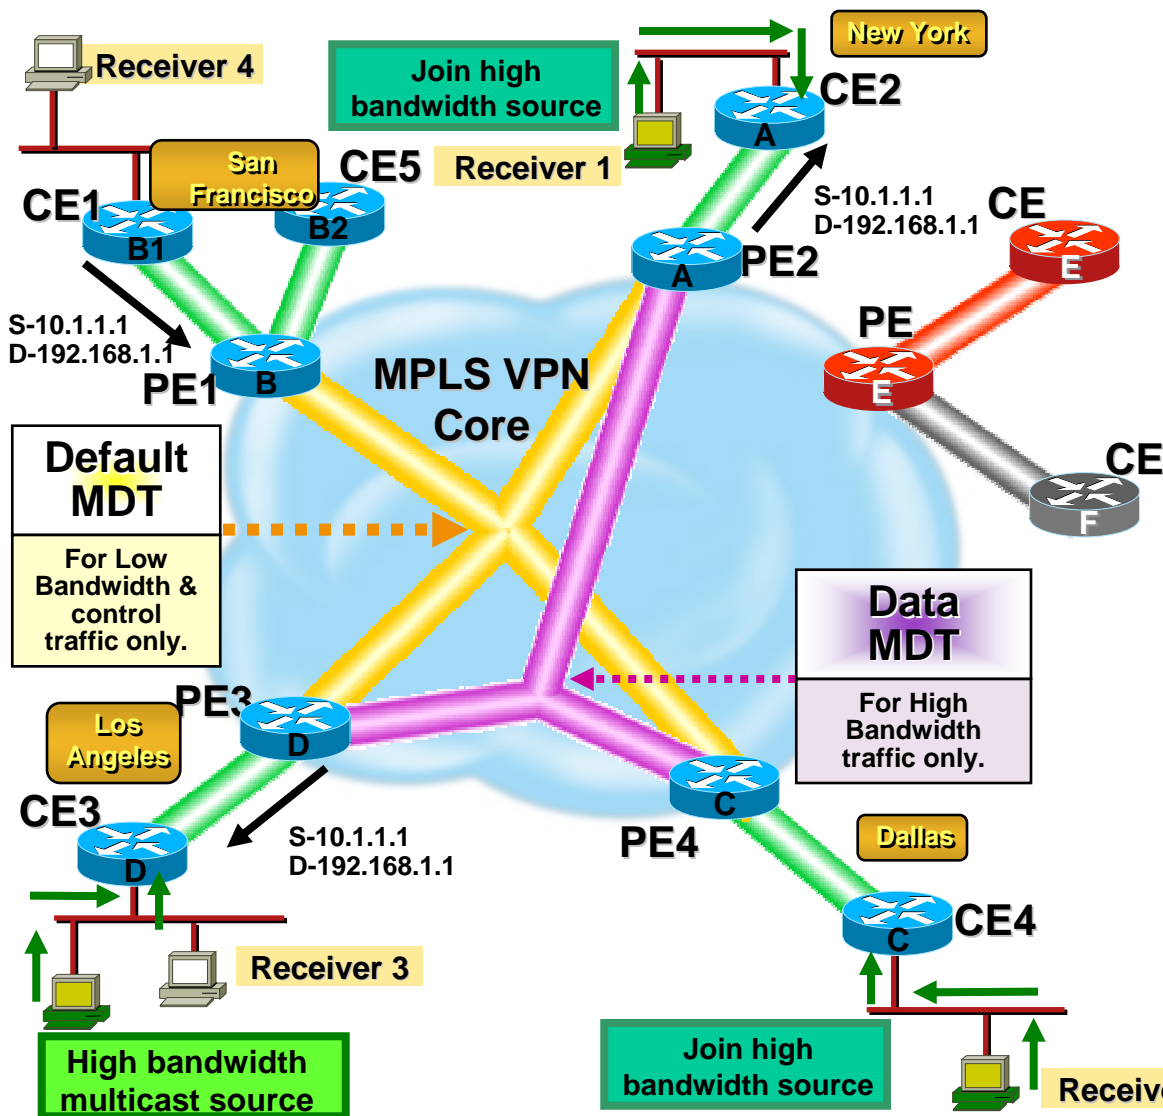 New York
Join high
bandwidth source
CE2
A
Receiver 4
Receiver 1
San
Francisco
CE5
CE1
B1
B2
S-10.1.1.1
D-192.168.1.1
CE
E
A
PE2
S-10.1.1.1
D-192.168.1.1
PE
E
PE1
B
MPLS VPN
Core
CE
F
Default
MDT
For Low
Bandwidth &
control
traffic only.
Data
MDT
For High
Bandwidth
traffic only.
PE3
D
Los
Angeles
C
PE4
CE3
D
S-10.1.1.1
D-192.168.1.1
Dallas
CE4
C
Receiver 3
High bandwidth
multicast source
Join high
bandwidth source
Receive